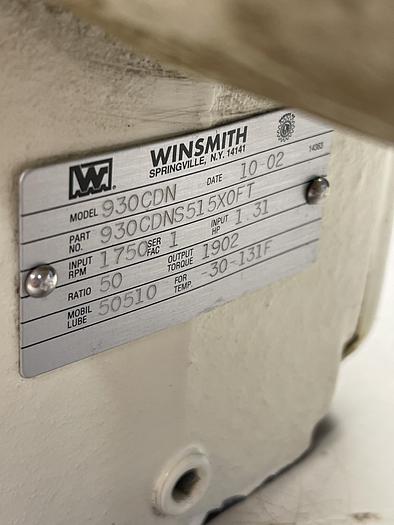 W. WINSMITH
SPRINGVILLE, N.Y. 14141
14363
MODEL 930CDN DATE 10-02
PART NO. 930CDNS515X0FT
INPUT RPM 1750 SER FAC 1 INPUT HP 1.31
RATIO 50 OUTPUT TORQUE 1902
MOBIL LUBE 50510 FOR TEMP. -30-131F